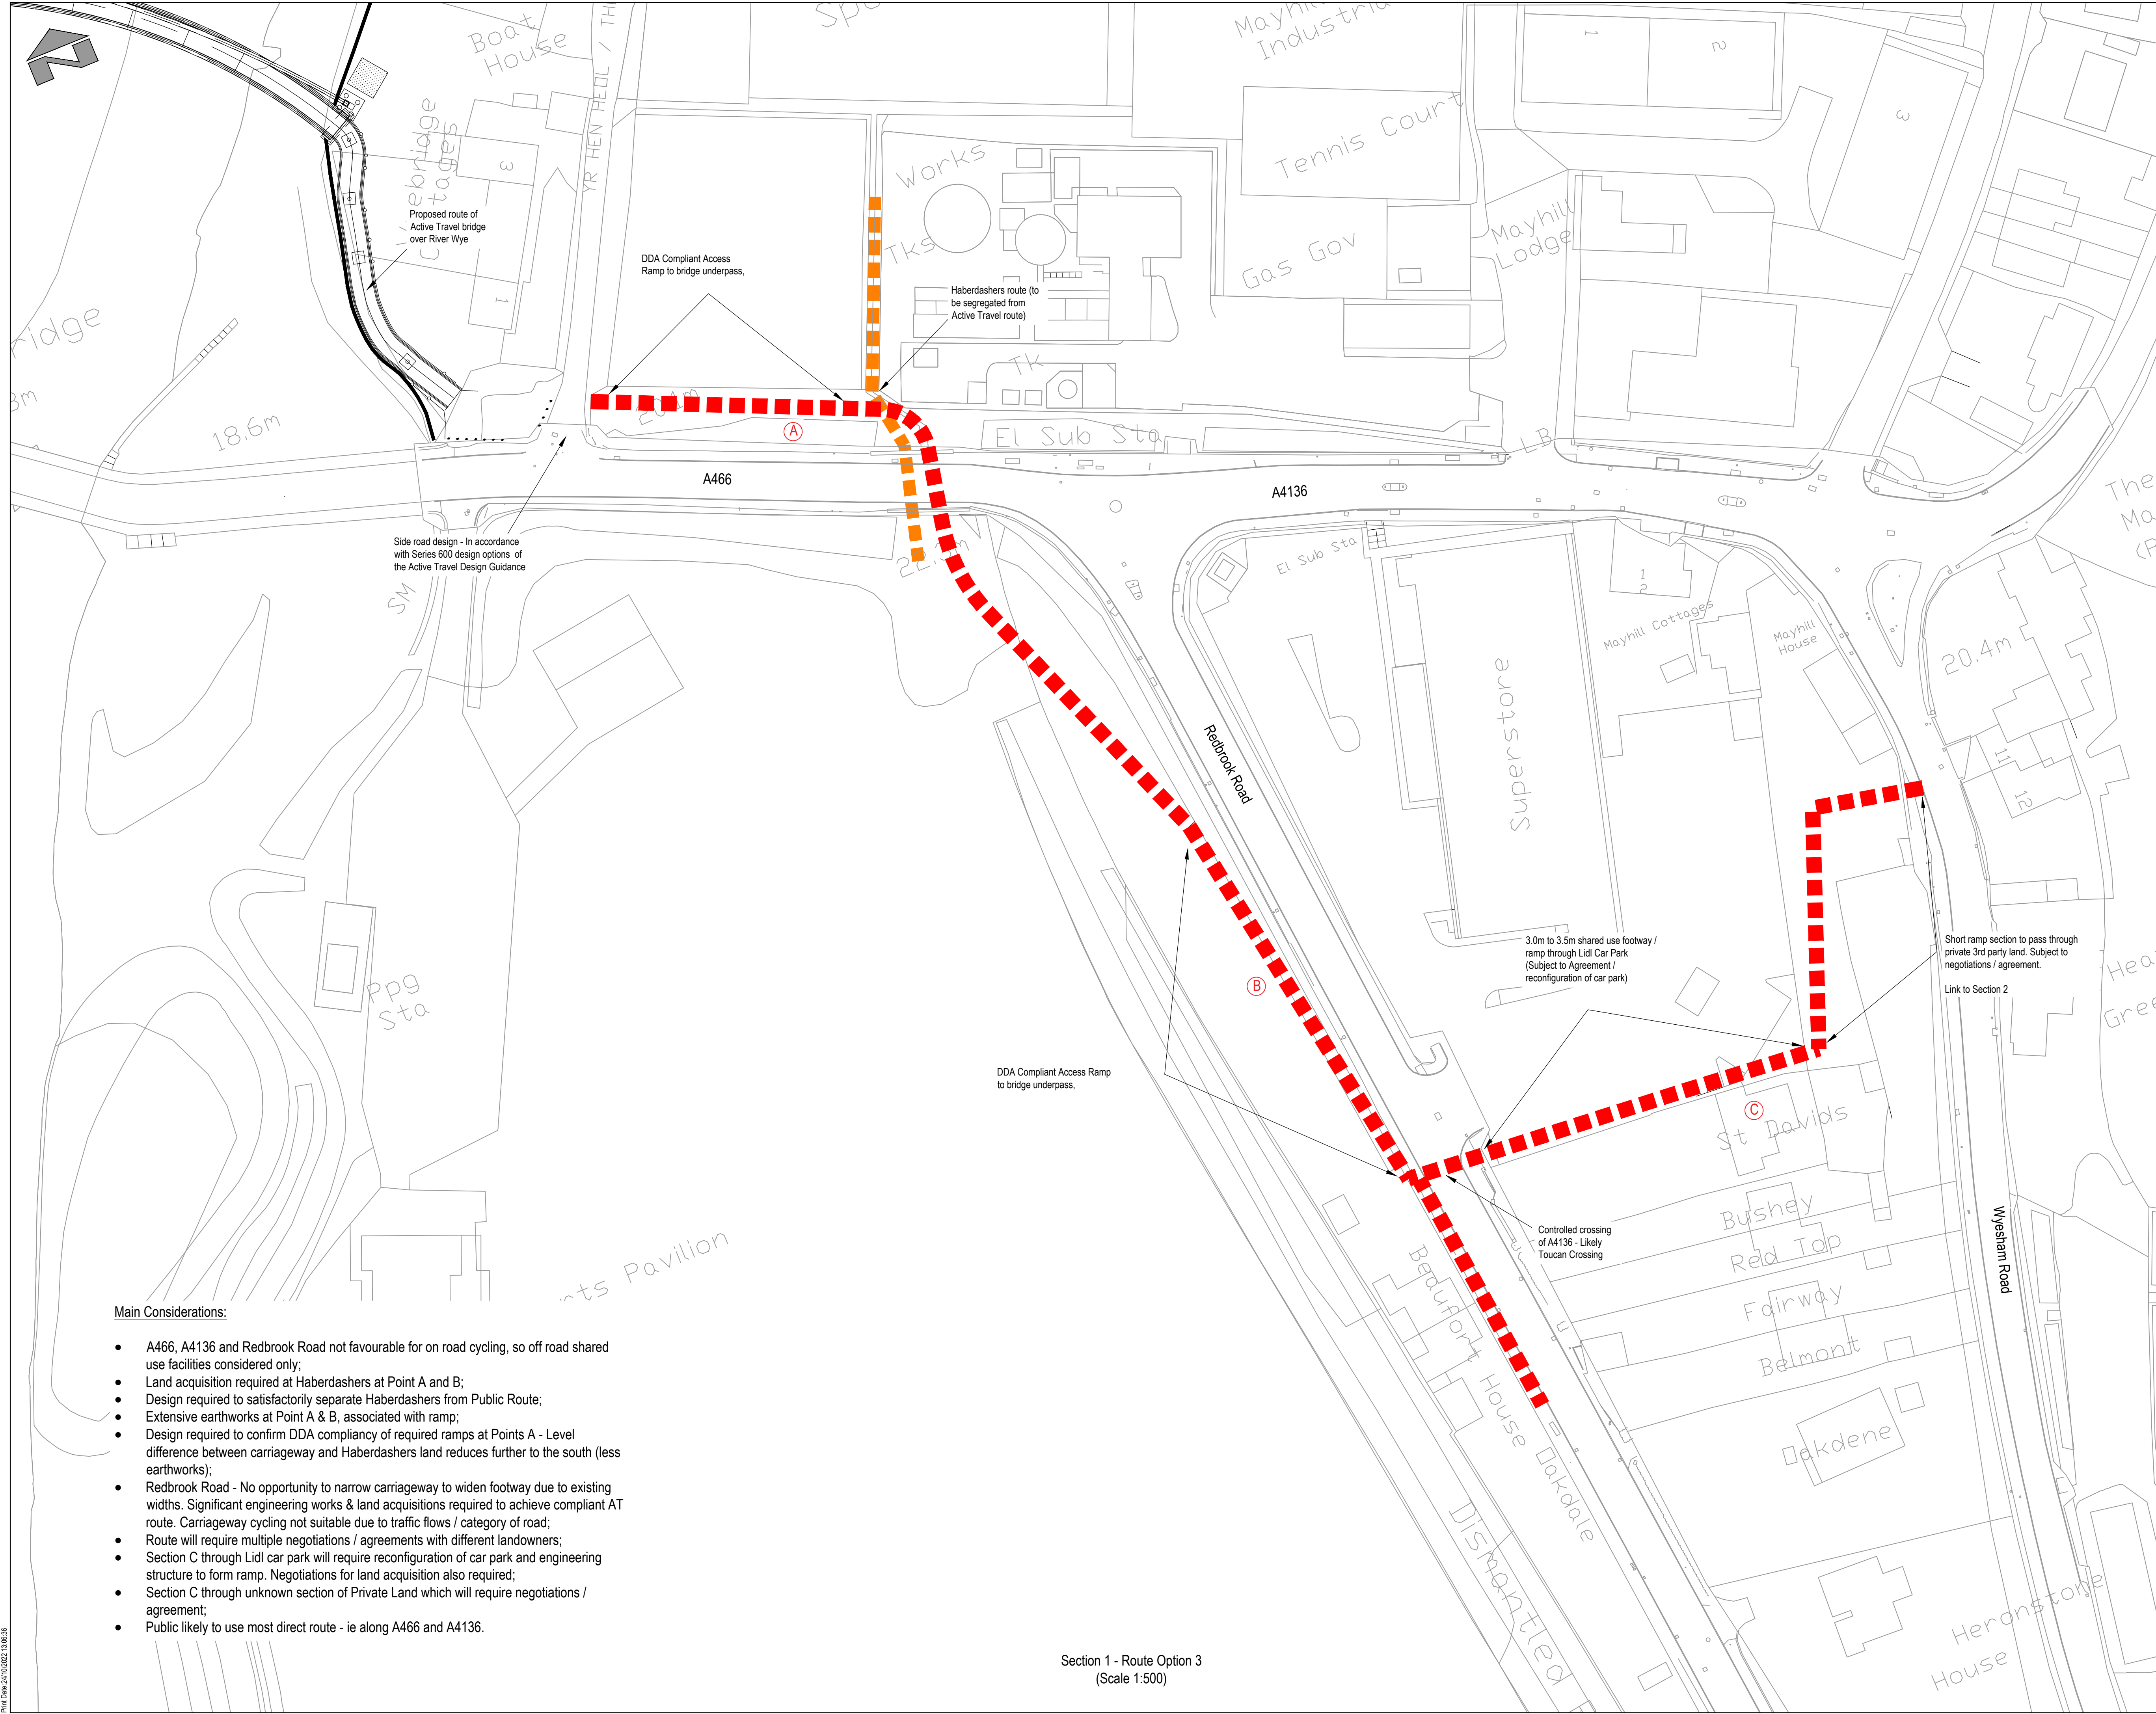 Boat
House
YR HEN HEOL / TH
Mayhill
Industria
1
2
3
Works
Tks
Tennis Court
Mayhill
Lodge
Gas Gov
3
1
Proposed route of
Active Travel bridge
over River Wye
DDA Compliant Access
Ramp to bridge underpass,
Haberdashers route (to
be segregated from
Active Travel route)
TK
ridge
18.6m
A
El Sub Sta
LB
A466
A4136
Side road design - In accordance
with Series 600 design options of
the Active Travel Design Guidance
SM
El Sub Sta
1
2
Mayhill Cottages
Mayhill
House
20.4m
The
Superstore
Redbrook Road
11
12
3.0m to 3.5m shared use footway /
ramp through Lidl Car Park
(Subject to Agreement /
reconfiguration of car park)
Short ramp section to pass through
private 3rd party land. Subject to
negotiations / agreement.
Link to Section 2
Ppg
Sta
B
DDA Compliant Access Ramp
to bridge underpass,
C
St Davids
Controlled crossing
of A4136 - Likely
Toucan Crossing
Bushey
Red Top
Fairway
Belmont
Oakdene
Wyesham Road
Beaufort House
Oakdale
Dismantled
Heronstone
House
rts Pavilion
Main Considerations:
• A466, A4136 and Redbrook Road not favourable for on road cycling, so off road shared
use facilities considered only;
• Land acquisition required at Haberdashers at Point A and B;
• Design required to satisfactorily separate Haberdashers from Public Route;
• Extensive earthworks at Point A & B, associated with ramp;
• Design required to confirm DDA compliancy of required ramps at Points A - Level
difference between carriageway and Haberdashers land reduces further to the south (less
earthworks);
• Redbrook Road - No opportunity to narrow carriageway to widen footway due to existing
widths. Significant engineering works & land acquisitions required to achieve compliant AT
route. Carriageway cycling not suitable due to traffic flows / category of road;
• Route will require multiple negotiations / agreements with different landowners;
• Section C through Lidl car park will require reconfiguration of car park and engineering
structure to form ramp. Negotiations for land acquisition also required;
• Section C through unknown section of Private Land which will require negotiations /
agreement;
• Public likely to use most direct route - ie along A466 and A4136.
Section 1 - Route Option 3
(Scale 1:500)
Print Date:24/10/2022 13:06:36